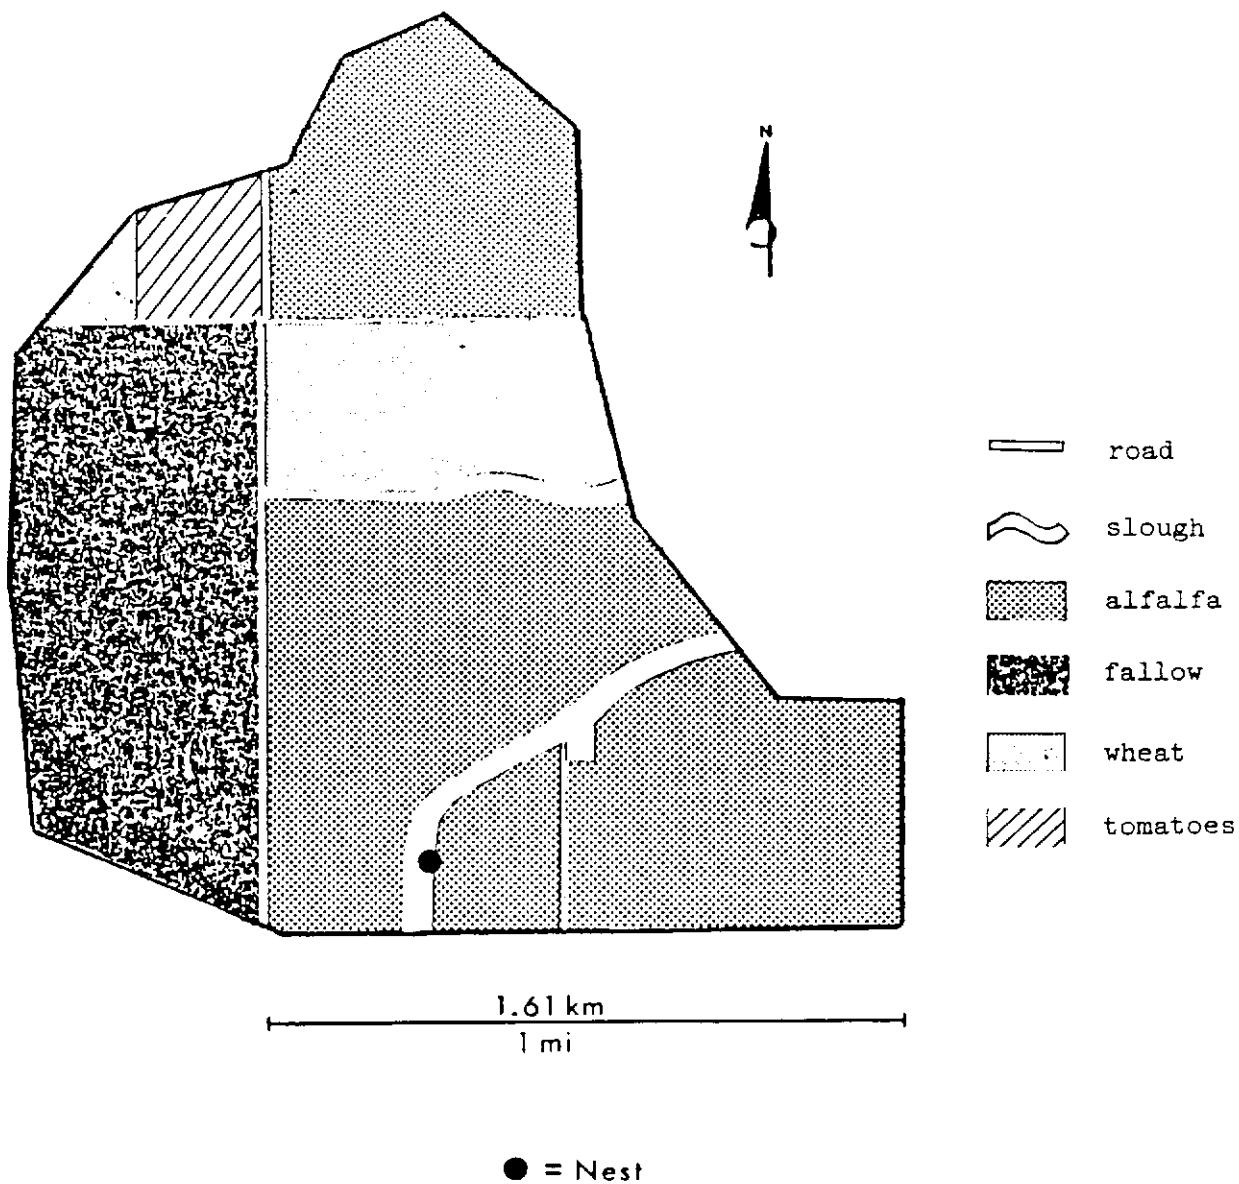 N
road
slough
alfalfa
fallow
wheat
tomatoes
1.61 km
1 mi
= Nest